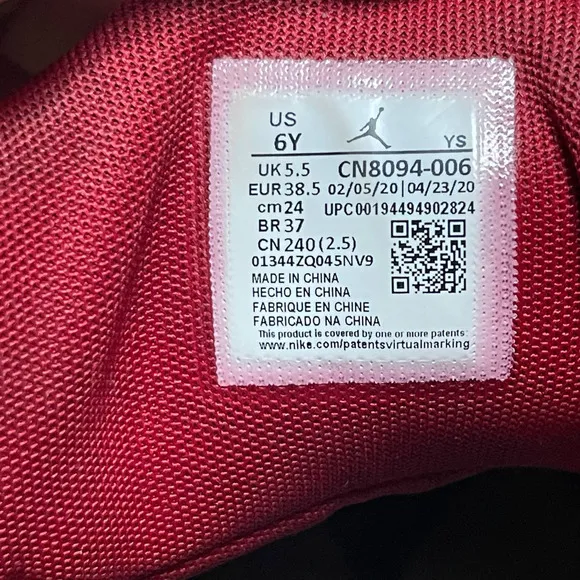 US
6Y YS
UK 5.5 CN8094-006
EUR 38.5 02/05/20|04/23/20
cm 24 UPC00194494902824
BR 37
CN 240 (2.5)
01344ZQ045NV9
MADE IN CHINA
HECHO EN CHINA
FABRIQUE EN CHINE
FABRICADO NA CHINA
This product is covered by one or more patents:
www.nike.com/patentsvirtualmarking